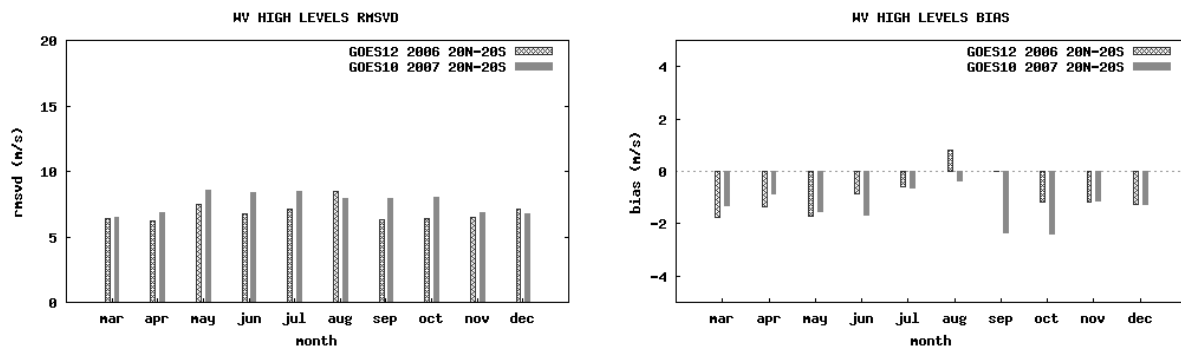 WV HIGH LEVELS RMSVD
GOES12 2006 20N-20S
GOES10 2007 20N-20S
20
15
10
5
0
rmsvd (m/s)
mar apr may jun jul aug sep oct nov dec
month
WV HIGH LEVELS BIAS
GOES12 2006 20N-20S
GOES10 2007 20N-20S
4
2
0
-2
-4
bias (m/s)
mar apr may jun jul aug sep oct nov dec
month